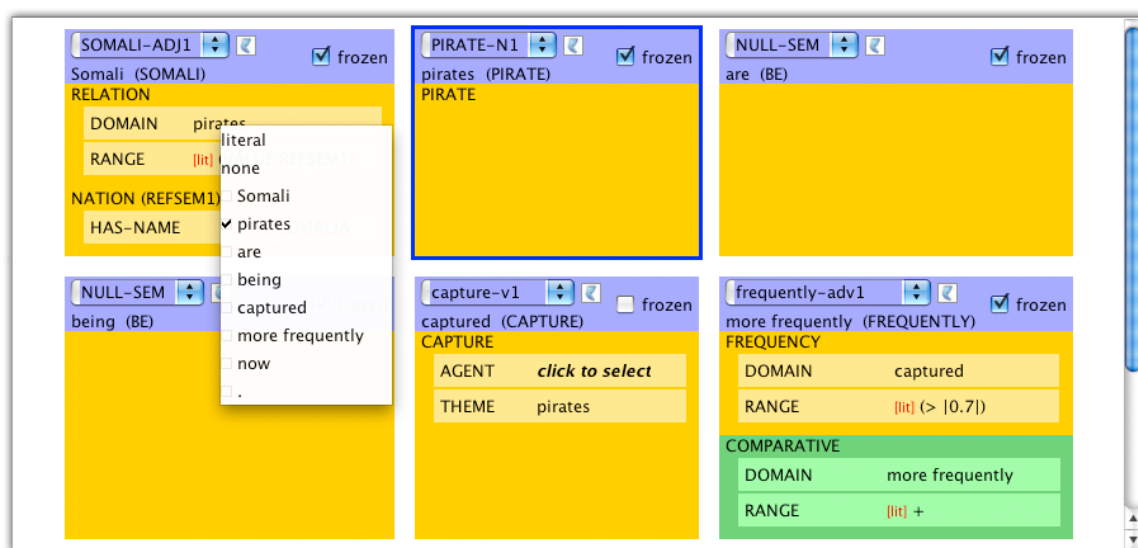 SOMALI-ADJ1
frozen
Somali (SOMALI)
RELATION
DOMAIN pirates
RANGE [lit]
NATION (REFSEM1)
HAS-NAME
literal
none
Somali
pirates
are
being
captured
more frequently
now
.
PIRATE-N1
frozen
pirates (PIRATE)
PIRATE
NULL-SEM
frozen
are (BE)
NULL-SEM
being (BE)
capture-v1
frozen
captured (CAPTURE)
CAPTURE
AGENT click to select
THEME pirates
frequently-adv1
frozen
more frequently (FREQUENTLY)
FREQUENCY
DOMAIN captured
RANGE [lit] (> |0.7|)
COMPARATIVE
DOMAIN more frequently
RANGE [lit] +